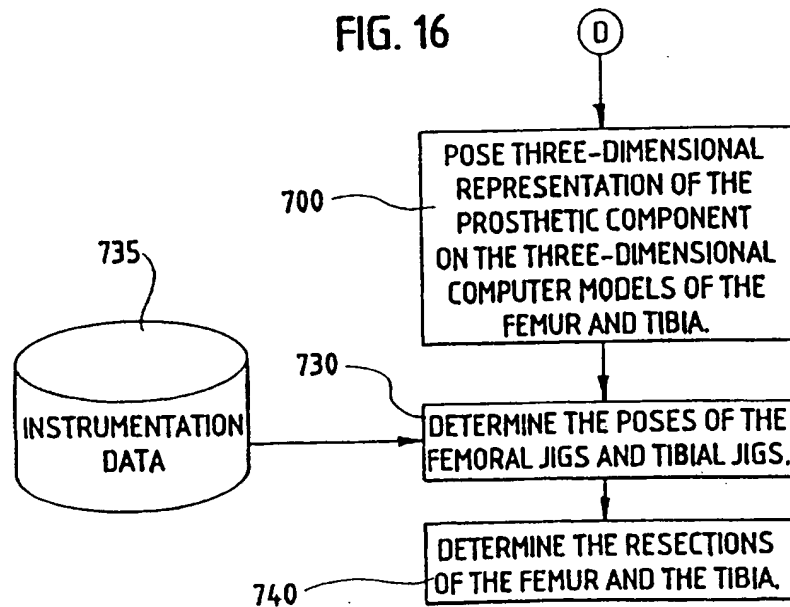 FIG. 16
D
POSE THREE-DIMENSIONAL
REPRESENTATION OF THE
PROSTHETIC COMPONENT
ON THE THREE-DIMENSIONAL
COMPUTER MODELS OF THE
FEMUR AND TIBIA.
700
735
INSTRUMENTATION
DATA
730
DETERMINE THE POSES OF THE
FEMORAL JIGS AND TIBIAL JIGS.
DETERMINE THE RESECTIONS
OF THE FEMUR AND THE TIBIA.
740